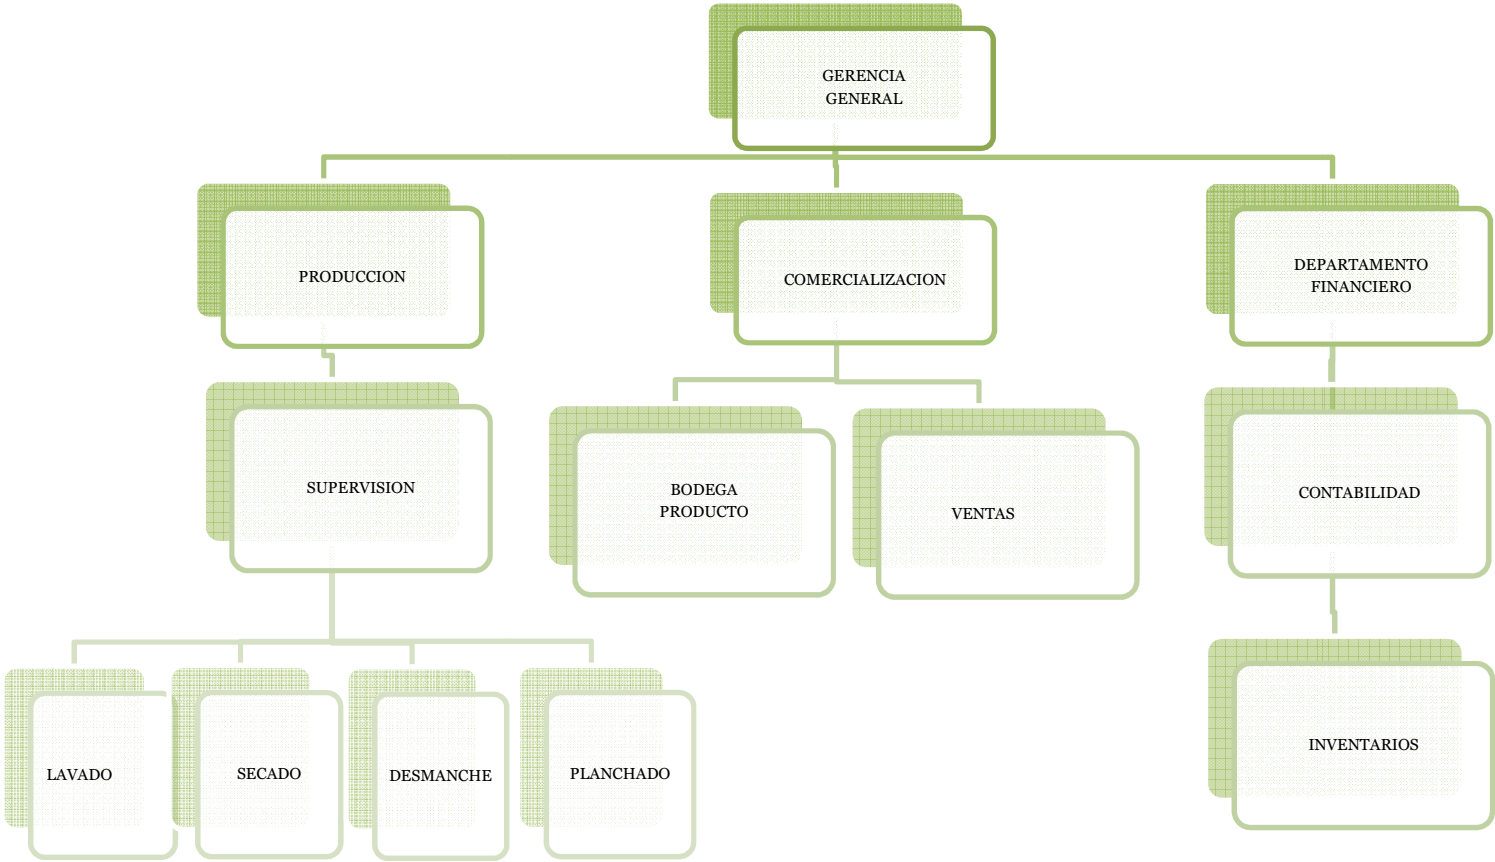 GERENCIA
GENERAL
PRODUCCION
COMERCIALIZACION
DEPARTAMENTO
FINANCIERO
SUPERVISION
BODEGA
PRODUCTO
VENTAS
CONTABILIDAD
LAVADO
SECADO
DESMANCHE
PLANCHADO
INVENTARIOS